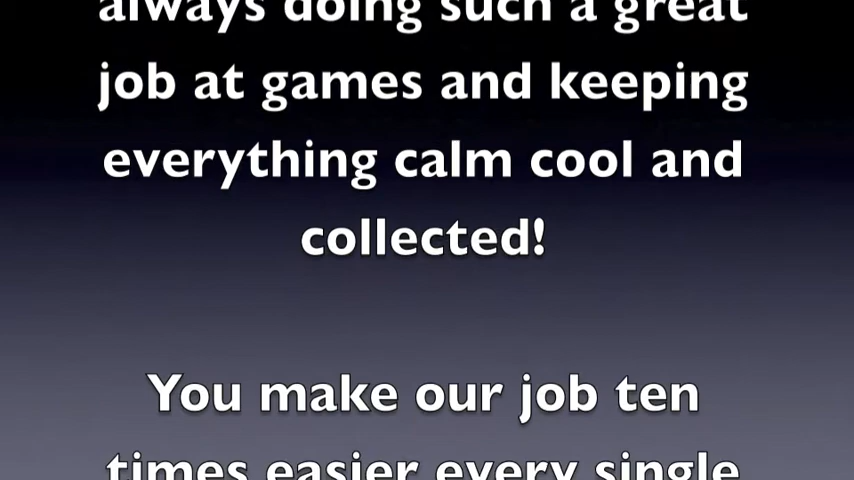 always doing such a great
job at games and keeping
everything calm cool and
collected!
You make our job ten
times easier every single